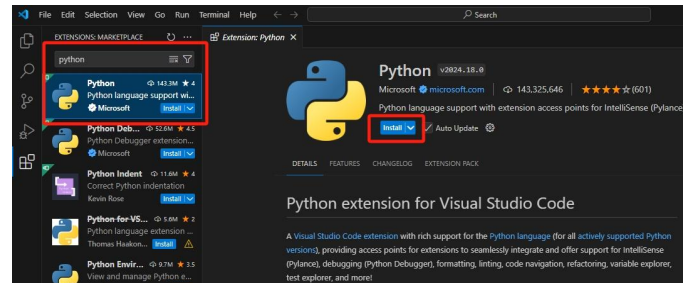 File Edit Selection View Go Run Terminal Help
Search
EXTENSIONS: MARKETPLACE
Extension: Python
python
Python 143.3M 4
Python language support wi...
Microsoft Install
Python Deb... 52.6M 4.5
Python Debugger extension...
Microsoft Install
Python Indent 11.6M 4
Correct Python indentation
Kevin Rose Install
Python for VS... 5.6M 2
Python language extension ...
Thomas Haakon... Install
Python Envir... 9.7M 3.5
View and manage Python e...
Python v2024.18.0
Microsoft microsoft.com 143,325,646 (601)
Python language support with extension access points for IntelliSense (Pylance
Install Auto Update
DETAILS FEATURES CHANGELOG EXTENSION PACK
Python extension for Visual Studio Code
A Visual Studio Code extension with rich support for the Python language (for all actively supported Python
versions), providing access points for extensions to seamlessly integrate and offer support for IntelliSense
(Pylance), debugging (Python Debugger), formatting, linting, code navigation, refactoring, variable explorer,
test explorer, and more!